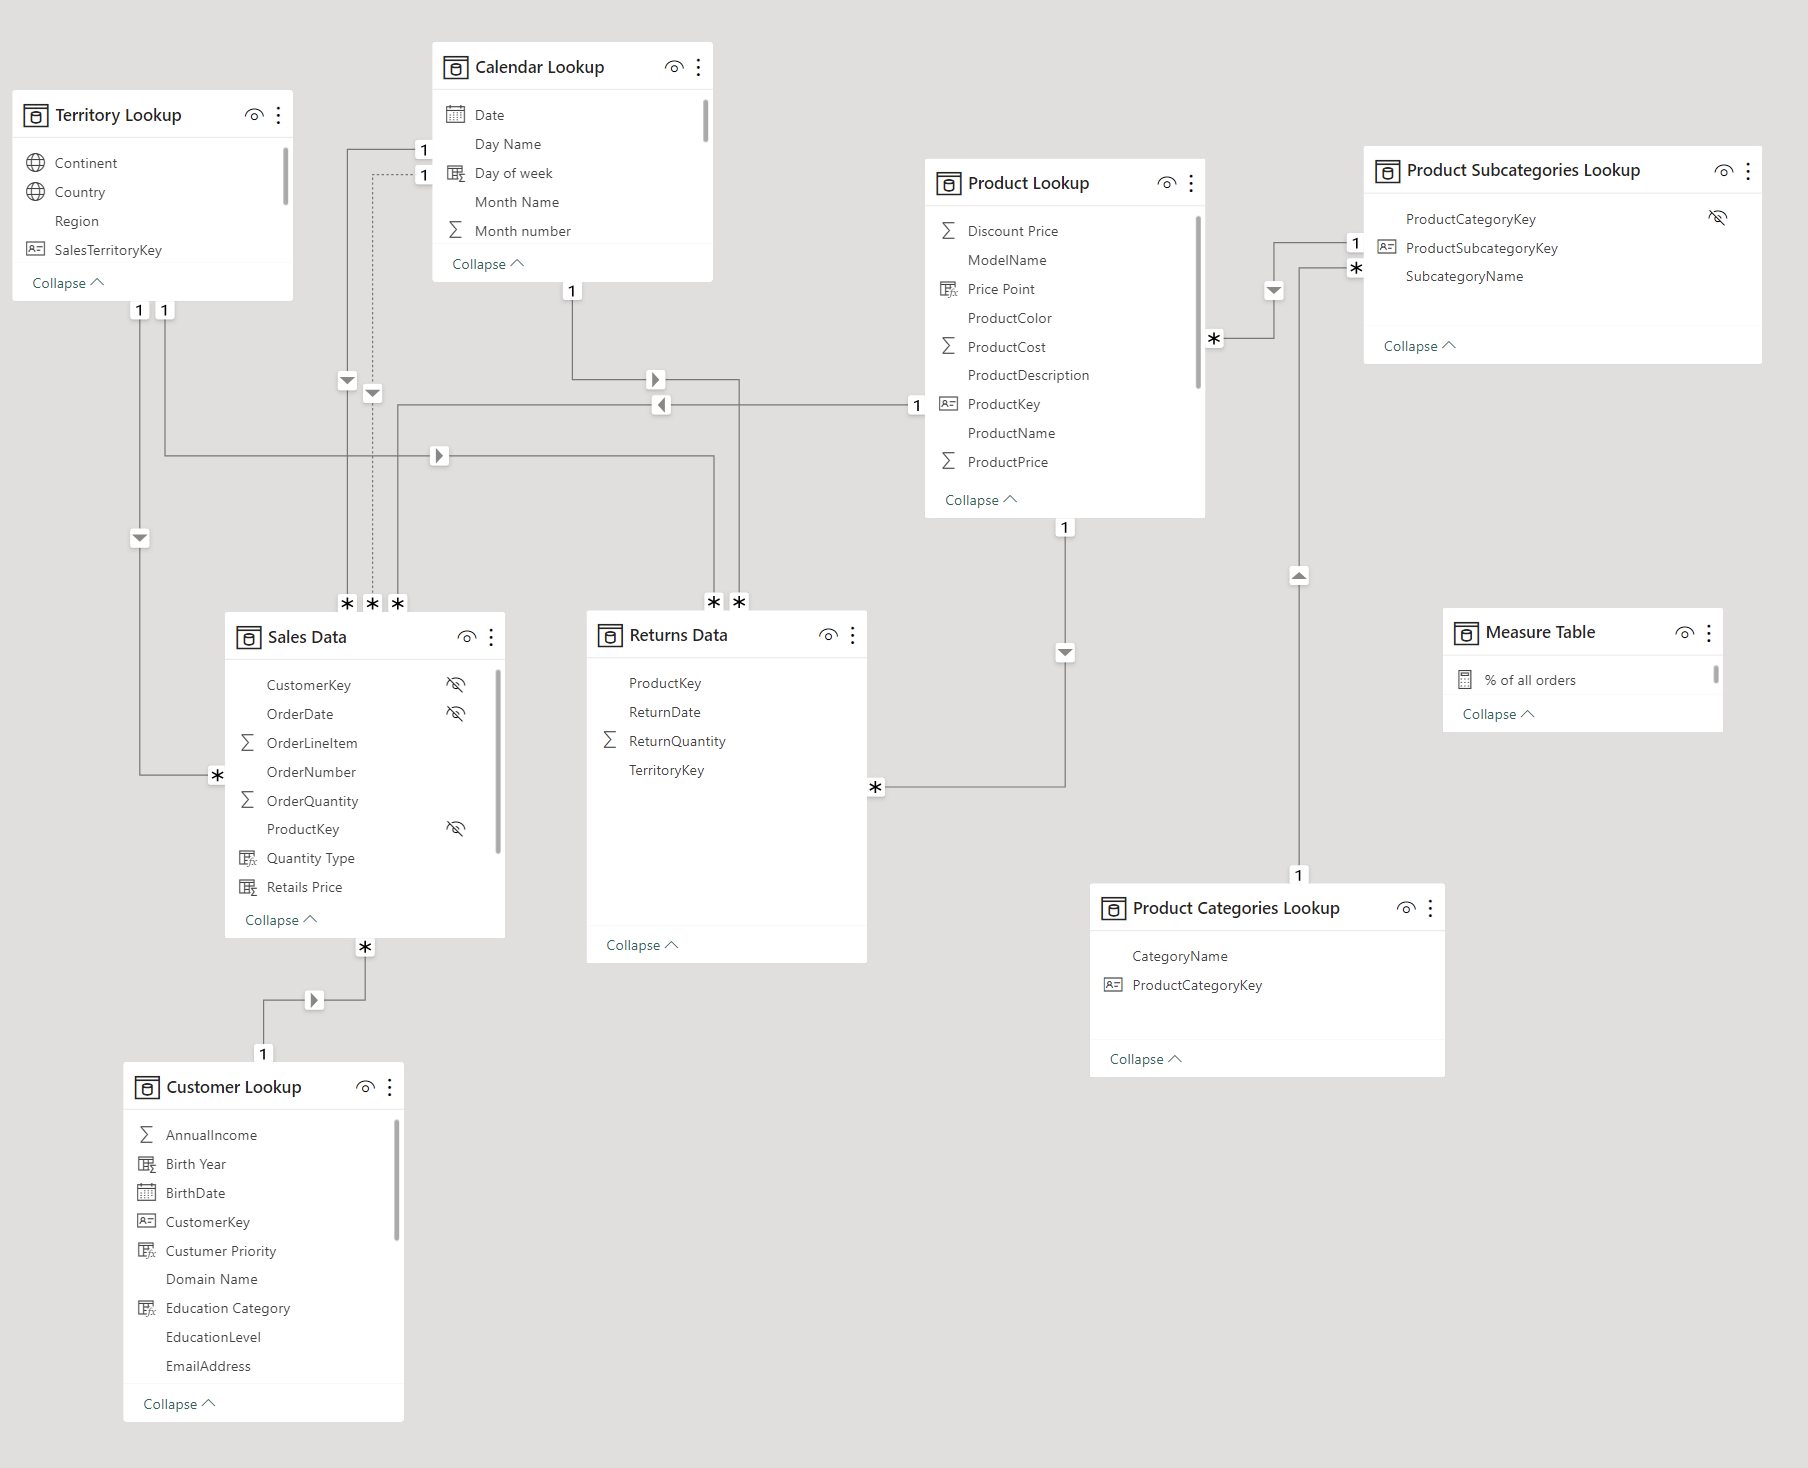 Territory Lookup
Continent
Country
Region
SalesTerritoryKey
Collapse
1
1
Calendar Lookup
Date
Day Name
Day of week
Month Name
Month number
Collapse
1
1
1
Product Lookup
Discount Price
ModelName
Price Point
ProductColor
ProductCost
ProductDescription
ProductKey
ProductName
ProductPrice
Collapse
1
1
*
Product Subcategories Lookup
ProductCategoryKey
ProductSubcategoryKey
SubcategoryName
Collapse
1
*
* * *
Sales Data
CustomerKey
OrderDate
OrderLineItem
OrderNumber
OrderQuantity
ProductKey
Quantity Type
Retails Price
Collapse
*
*
* *
Returns Data
ProductKey
ReturnDate
ReturnQuantity
TerritoryKey
Collapse
*
Measure Table
% of all orders
Collapse
1
Product Categories Lookup
CategoryName
ProductCategoryKey
Collapse
1
Customer Lookup
AnnualIncome
Birth Year
BirthDate
CustomerKey
Custumer Priority
Domain Name
Education Category
EducationLevel
EmailAddress
Collapse